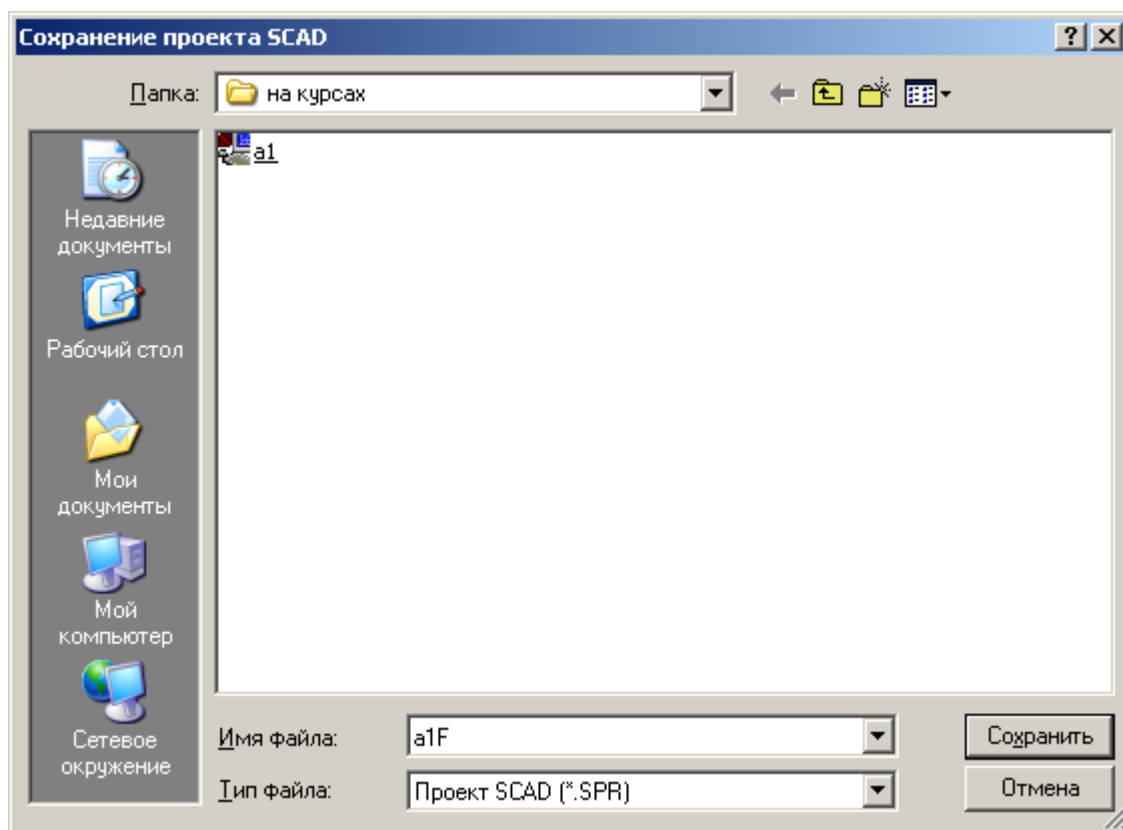 Сохранение проекта SCAD
Папка: на курсах
a1
Недавние
документы
Рабочий стол
Мои
документы
Мой
компьютер
Сетевое
окружение
Имя файла: a1F
Сохранить
Тип файла: Проект SCAD (*.SPR)
Отмена